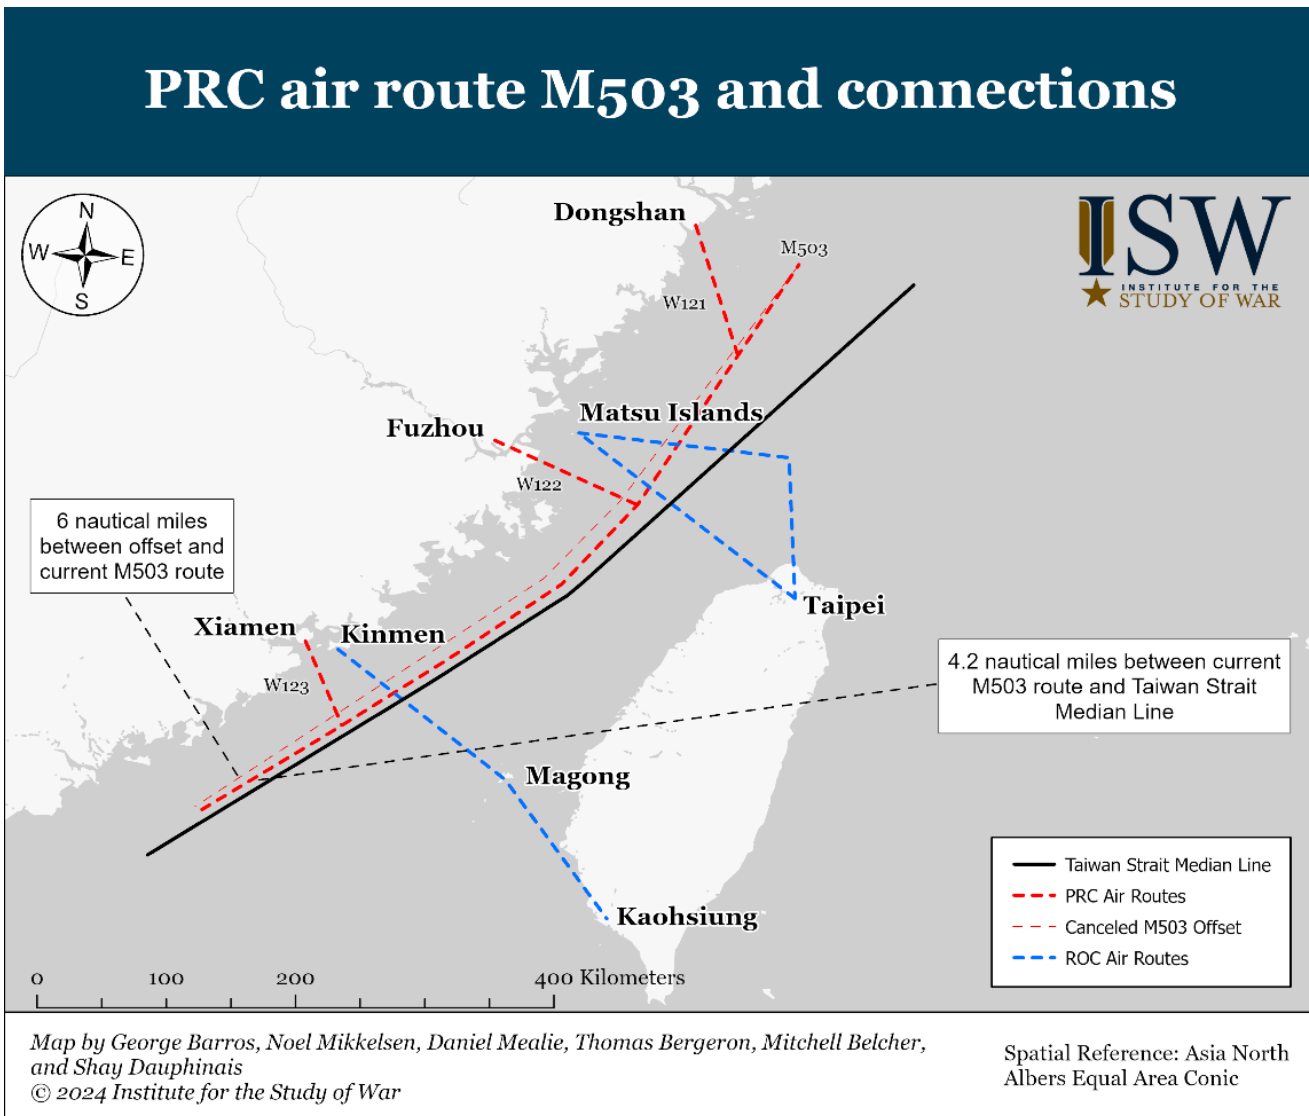 PRC air route M503 and connections
N
W
E
S
Dongshan
M503
ISW
INSTITUTE FOR THE
STUDY OF WAR
W121
Matsu Islands
Fuzhou
W122
6 nautical miles
between offset and
current M503 route
Taipei
Xiamen
Kinmen
W123
4.2 nautical miles between current
M503 route and Taiwan Strait
Median Line
Magong
Kaohsiung
Taiwan Strait Median Line
PRC Air Routes
Canceled M503 Offset
ROC Air Routes
0 100 200 400 Kilometers
Map by George Barros, Noel Mikkelsen, Daniel Mealie, Thomas Bergeron, Mitchell Belcher,
and Shay Dauphinais
© 2024 Institute for the Study of War
Spatial Reference: Asia North
Albers Equal Area Conic